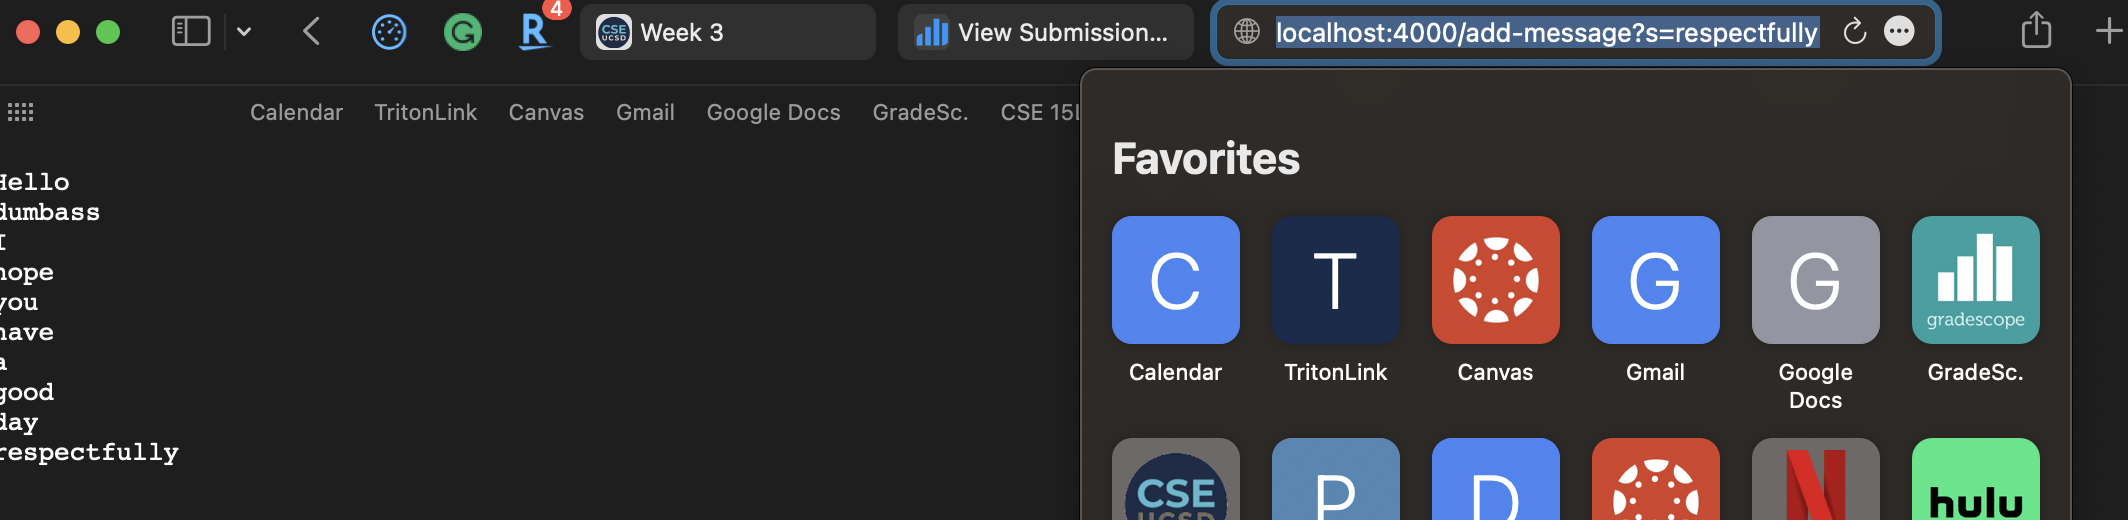 4
CSE UCSD Week 3
View Submission...
localhost:4000/add-message?s=respectfully
Calendar TritonLink Canvas Gmail Google Docs GradeSc. CSE 15L
Hello
dumbass
I
hope
you
have
a
good
day
respectfully
Favorites
C T G G gradescope
Calendar TritonLink Canvas Gmail Google Docs GradeSc.
CSE UCSD P D N hulu